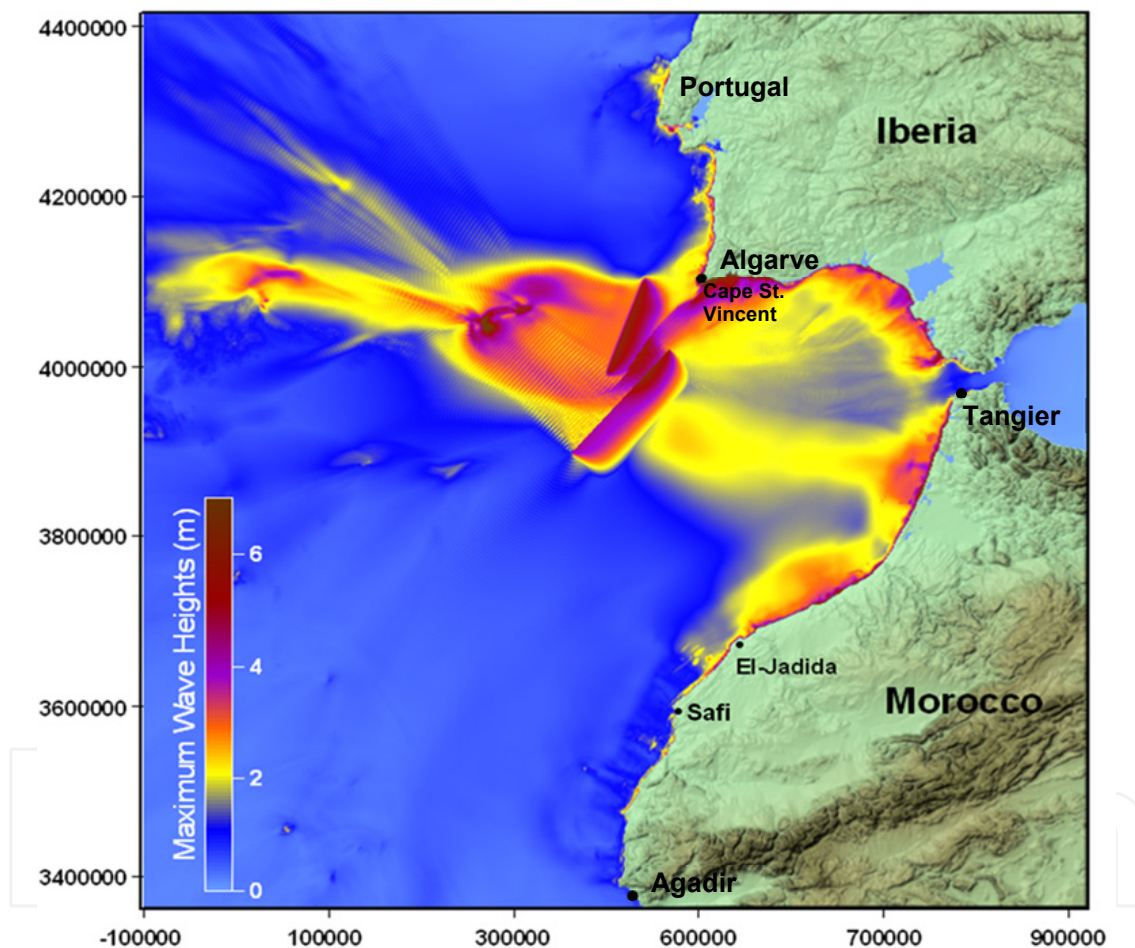 4400000
4200000
4000000
3800000
3600000
3400000
Portugal
Iberia
Algarve
Cape St.
Vincent
Tangier
El-Jadida
Safi
Morocco
Agadir
Maximum Wave Heights (m)
6
4
2
0
-100000
100000
300000
600000
700000
900000